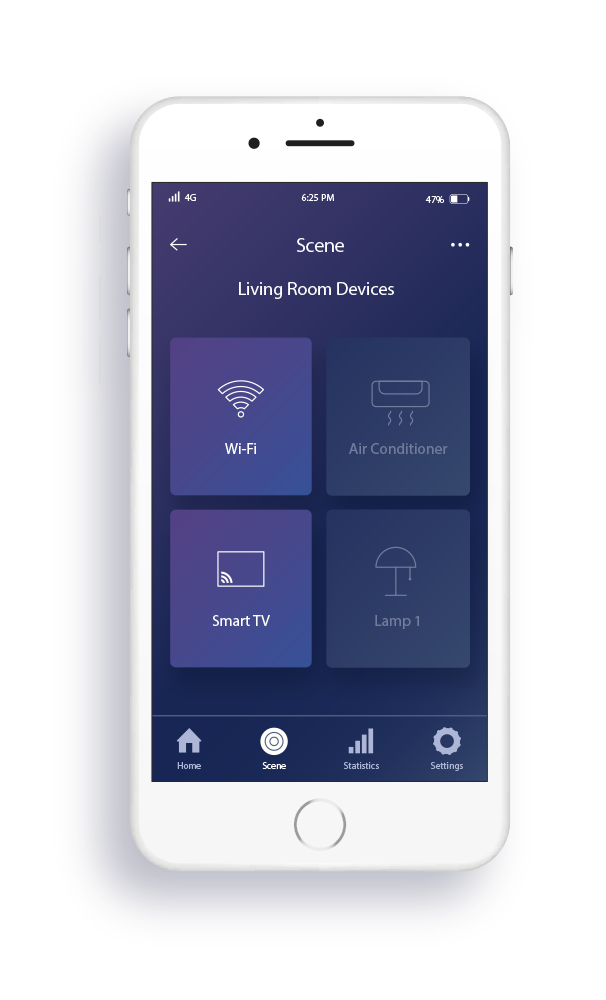 4G 6:25 PM 47%
Scene
Living Room Devices
Wi-Fi Air Conditioner
Smart TV Lamp 1
Home Scene Statistics Settings